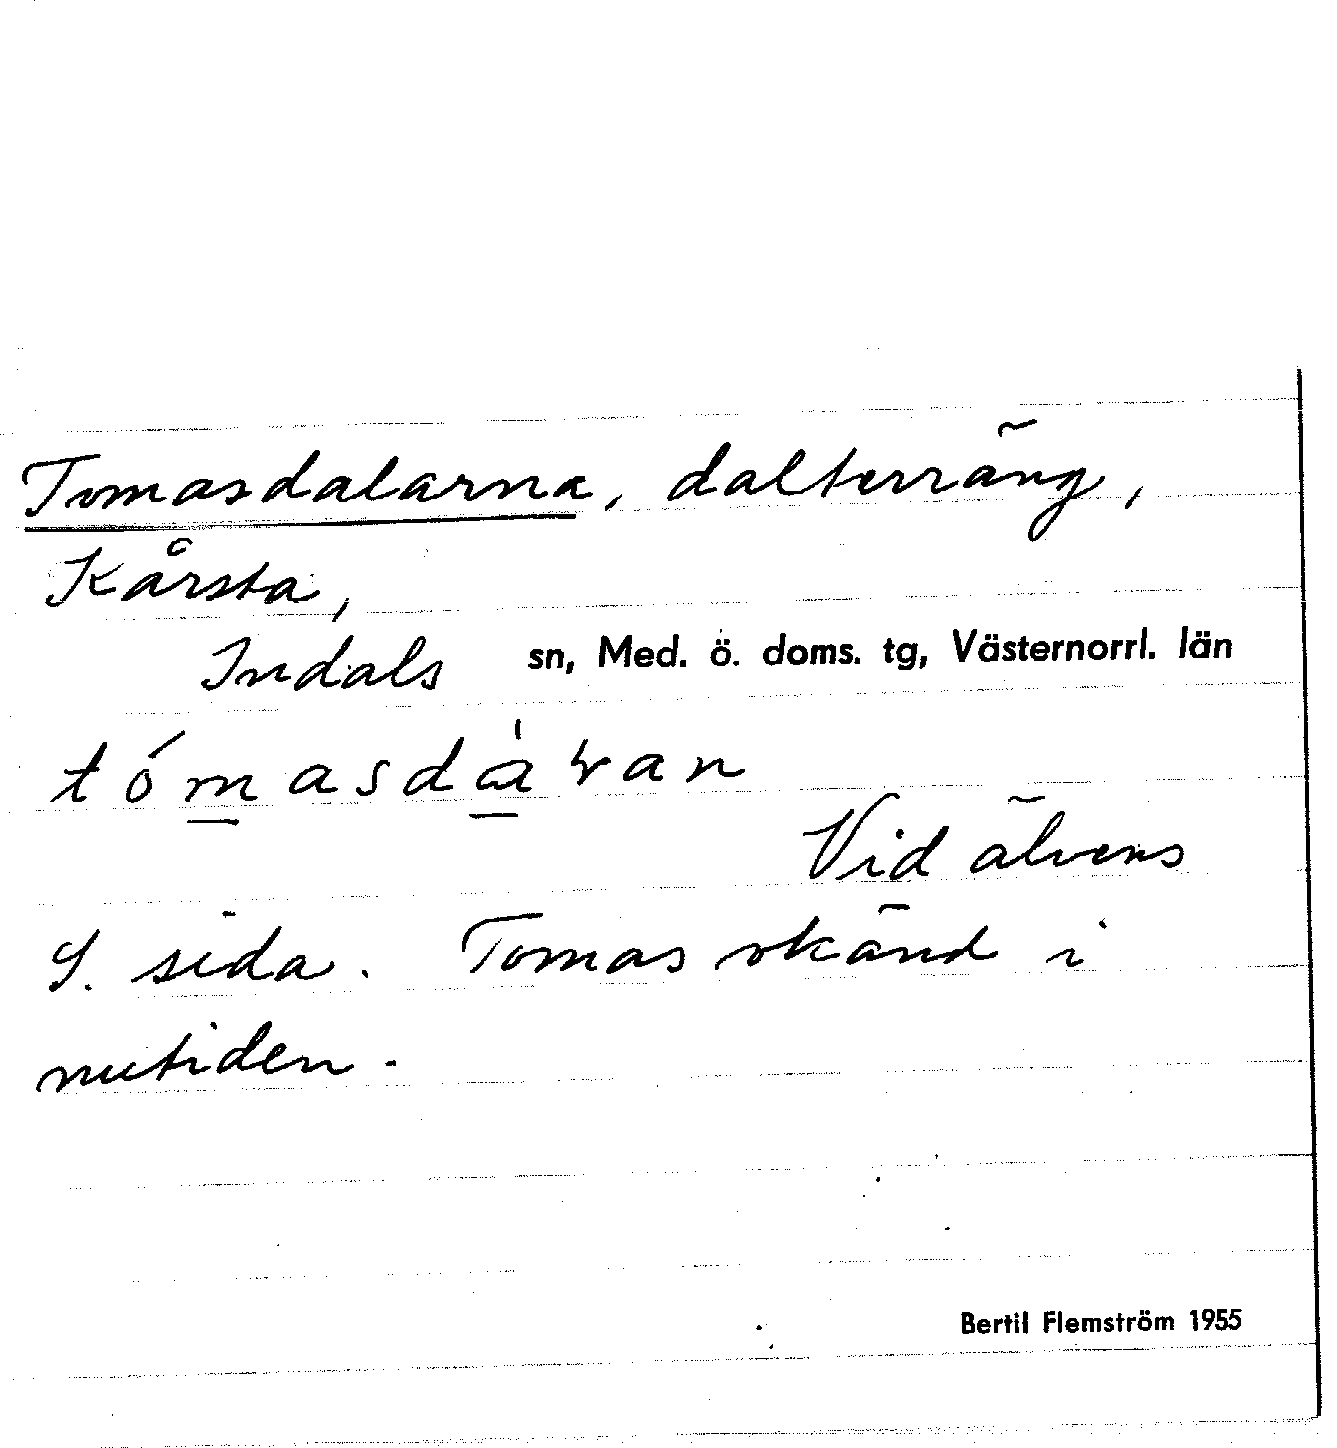 Tomasdalarna, dalterräng,
Kårsta,
Indals sn, Med. ö. doms. tg, Västernorrl. län
tómasdàɽan
Vid älvens
S. sida. Tomas okänd i
nutiden.
Bertil Flemström 1955